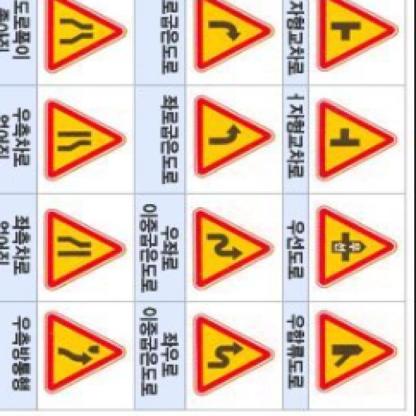 우선
자형교차로
ㅓ자형교차로
우선도로
우합류도로
로굽은도로
좌로굽은도로
우좌로
이중굽은도로
좌우로
이중굽은도로
도로폭이
좁아짐
우측차로
없어짐
좌측차로
없어짐
우측방통행